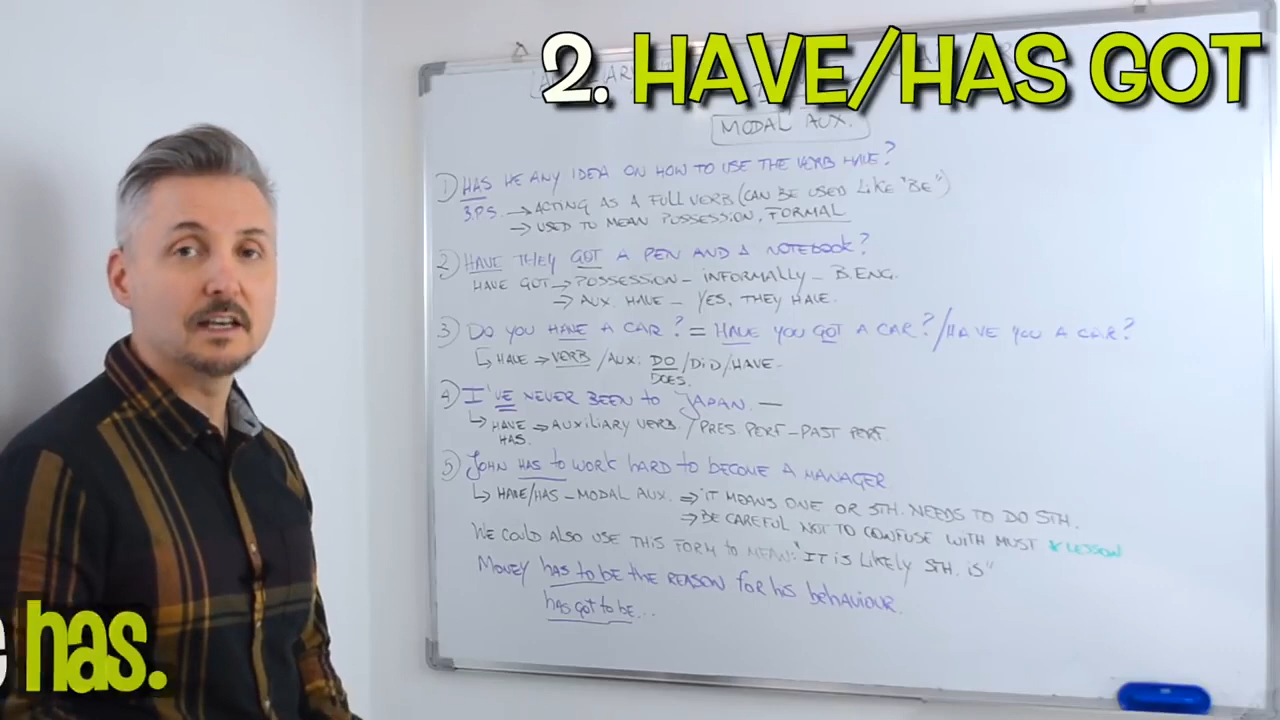 2. HAVE/HAS GOT
MODAL AUX.
1) HAS HE ANY IDEA ON HOW TO USE THE VERB HAVE?
3.P.S. → ACTING AS A FULL VERB (CAN BE USED LIKE "BE")
→ USED TO MEAN POSSESSION. FORMAL
2) HAVE THEY GOT A PEN AND A NOTEBOOK?
HAVE GOT → POSSESSION - INFORMALLY - B.ENG.
→ AUX HAVE - YES, THEY HAVE.
3) DO YOU HAVE A CAR? = HAVE YOU GOT A CAR? / HAVE YOU A CAR?
↳ HAVE → VERB / AUX: DO / DID / HAVE.
DOES.
4) I'VE NEVER BEEN TO JAPAN. —
↳ HAVE → AUXILIARY VERB / PRES. PERF - PAST PERF.
HAS.
5) JOHN HAS TO WORK HARD TO BECOME A MANAGER
↳ HAVE/HAS - MODAL AUX. ⇒ IT MEANS ONE OR STH. NEEDS TO DO STH.
⇒ BE CAREFUL NOT TO CONFUSE WITH MUST * LESSON
WE COULD ALSO USE THIS FORM TO MEAN: "IT IS LIKELY STH. IS"
MONEY HAS TO BE THE REASON FOR HIS BEHAVIOUR.
HAS GOT TO BE...
has.